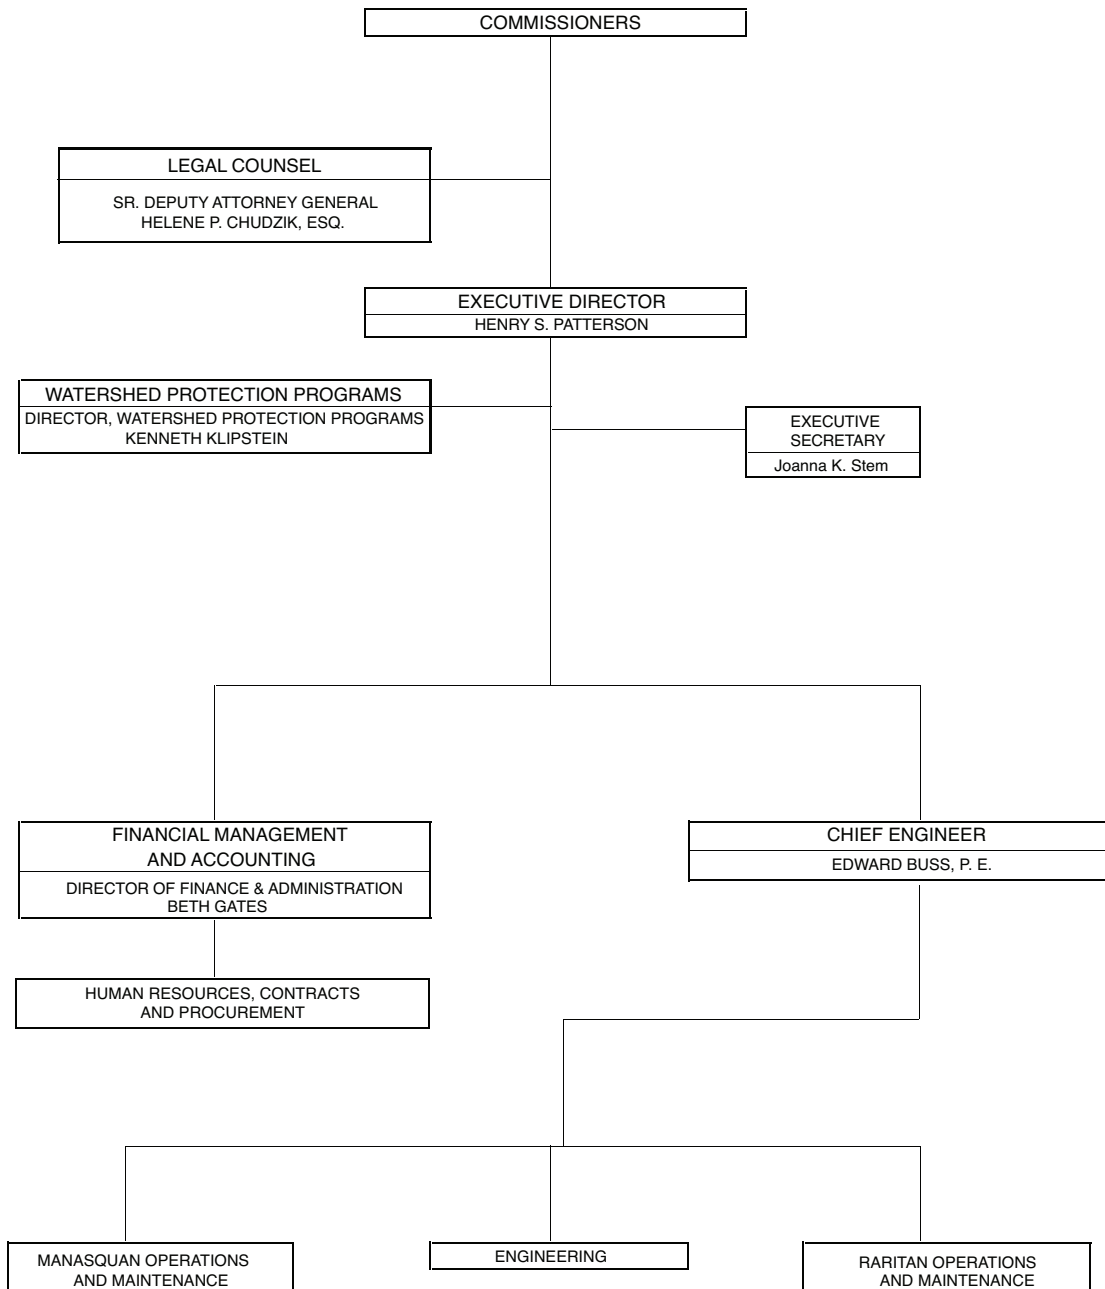 COMMISSIONERS
LEGAL COUNSEL
SR. DEPUTY ATTORNEY GENERAL
HELENE P. CHUDZIK, ESQ.
EXECUTIVE DIRECTOR
HENRY S. PATTERSON
WATERSHED PROTECTION PROGRAMS
DIRECTOR, WATERSHED PROTECTION PROGRAMS
KENNETH KLIPSTEIN
EXECUTIVE
SECRETARY
Joanna K. Stem
FINANCIAL MANAGEMENT
AND ACCOUNTING
DIRECTOR OF FINANCE & ADMINISTRATION
BETH GATES
CHIEF ENGINEER
EDWARD BUSS, P. E.
HUMAN RESOURCES, CONTRACTS
AND PROCUREMENT
MANASQUAN OPERATIONS
AND MAINTENANCE
ENGINEERING
RARITAN OPERATIONS
AND MAINTENANCE